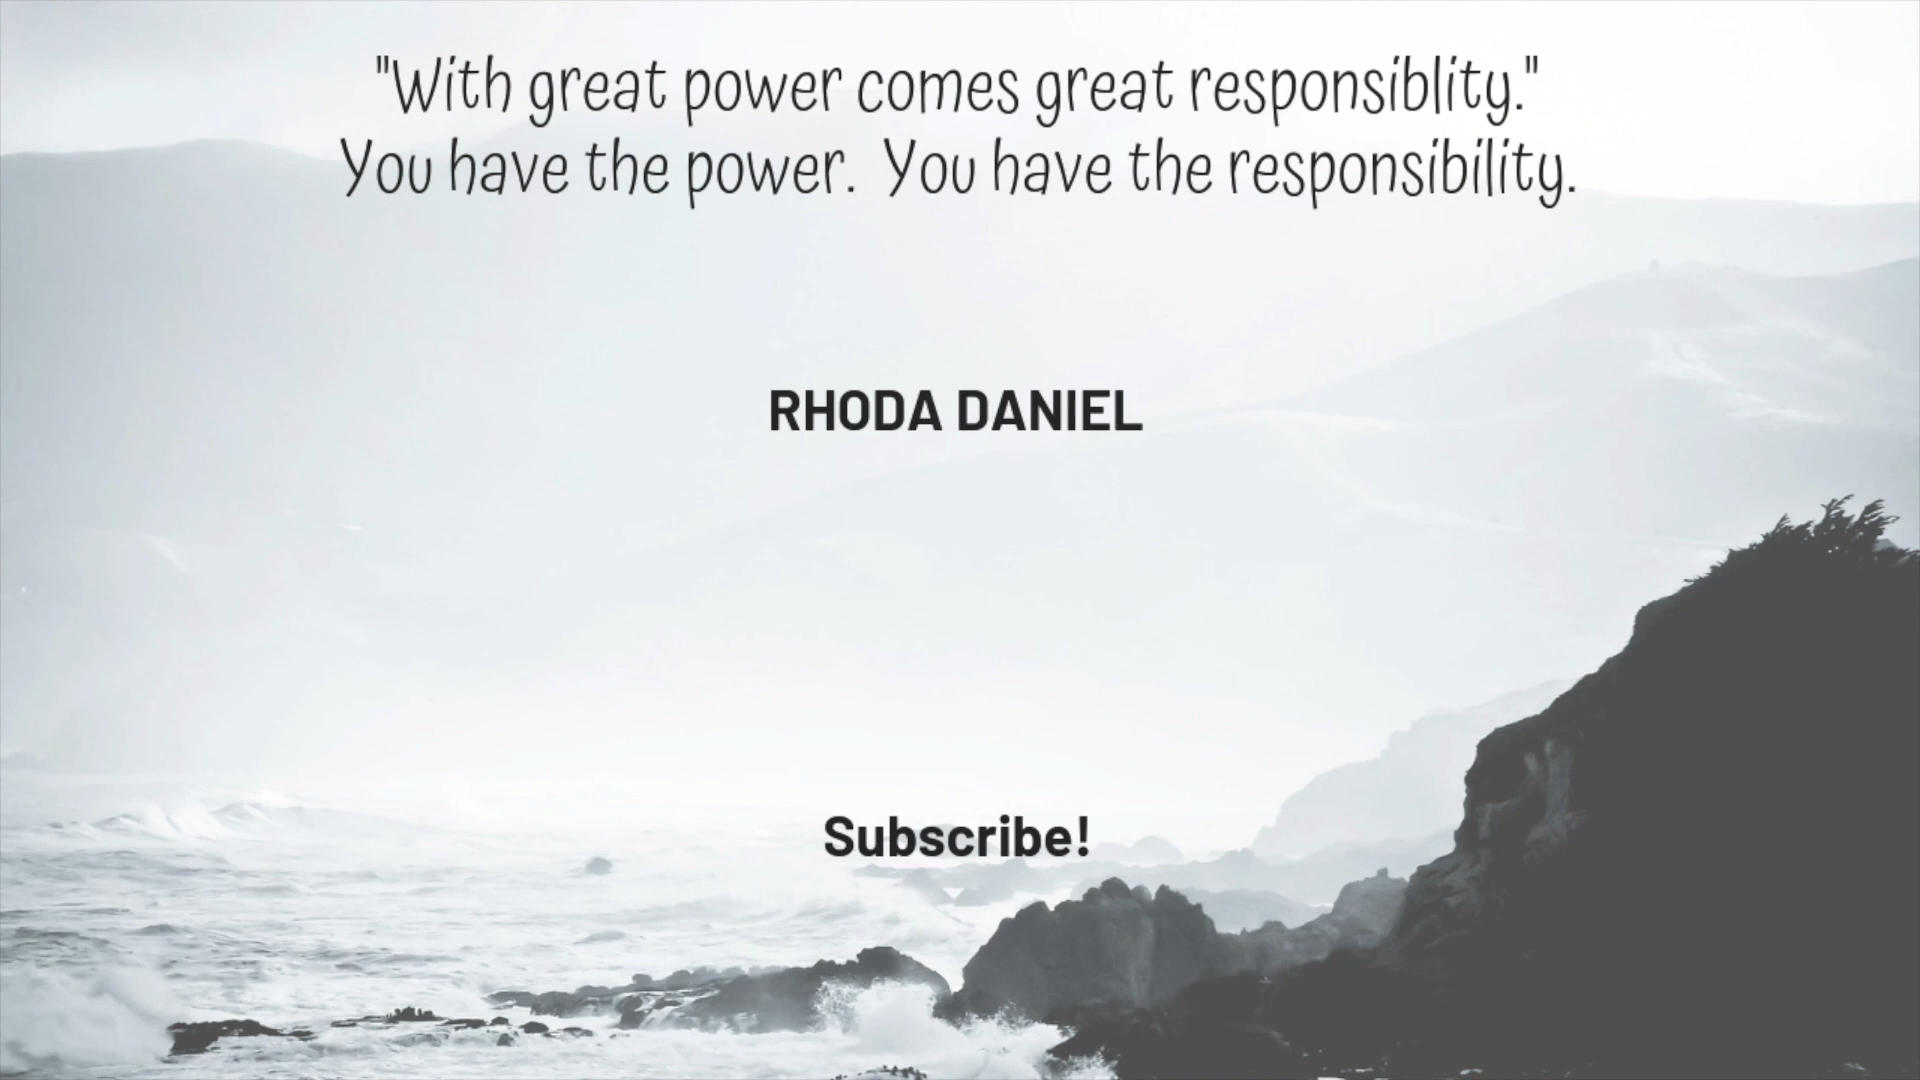 "With great power comes great responsiblity."
You have the power.  You have the responsibility.
RHODA DANIEL
Subscribe!